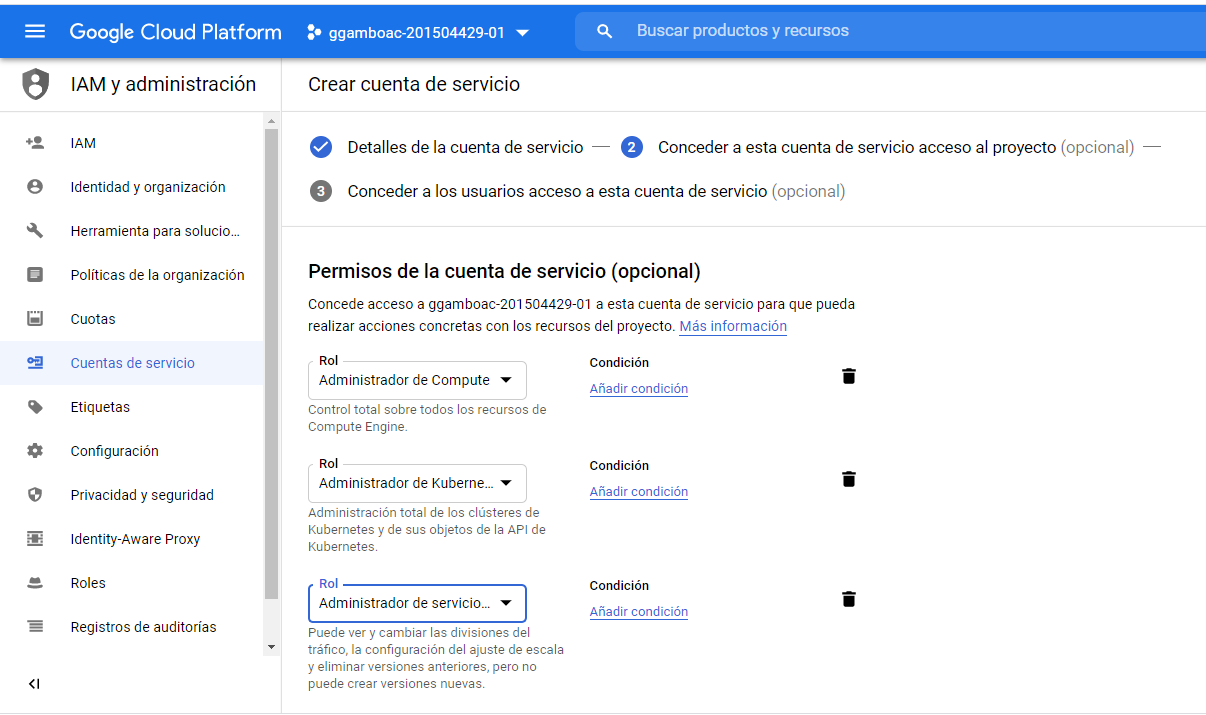 Google Cloud Platform
ggamboac-201504429-01
Buscar productos y recursos
IAM y administración
Crear cuenta de servicio
IAM
Identidad y organización
Herramienta para solucio...
Políticas de la organización
Cuotas
Cuentas de servicio
Etiquetas
Configuración
Privacidad y seguridad
Identity-Aware Proxy
Roles
Registros de auditorías
Detalles de la cuenta de servicio
2 Conceder a esta cuenta de servicio acceso al proyecto (opcional)
3 Conceder a los usuarios acceso a esta cuenta de servicio (opcional)
Permisos de la cuenta de servicio (opcional)
Concede acceso a ggamboac-201504429-01 a esta cuenta de servicio para que pueda
realizar acciones concretas con los recursos del proyecto. Más información
Rol
Administrador de Compute
Control total sobre todos los recursos de
Compute Engine.
Condición
Añadir condición
Rol
Administrador de Kuberne...
Administración total de los clústeres de
Kubernetes y de sus objetos de la API de
Kubernetes.
Condición
Añadir condición
Rol
Administrador de servicio...
Puede ver y cambiar las divisiones del
tráfico, la configuración del ajuste de escala
y eliminar versiones anteriores, pero no
puede crear versiones nuevas.
Condición
Añadir condición